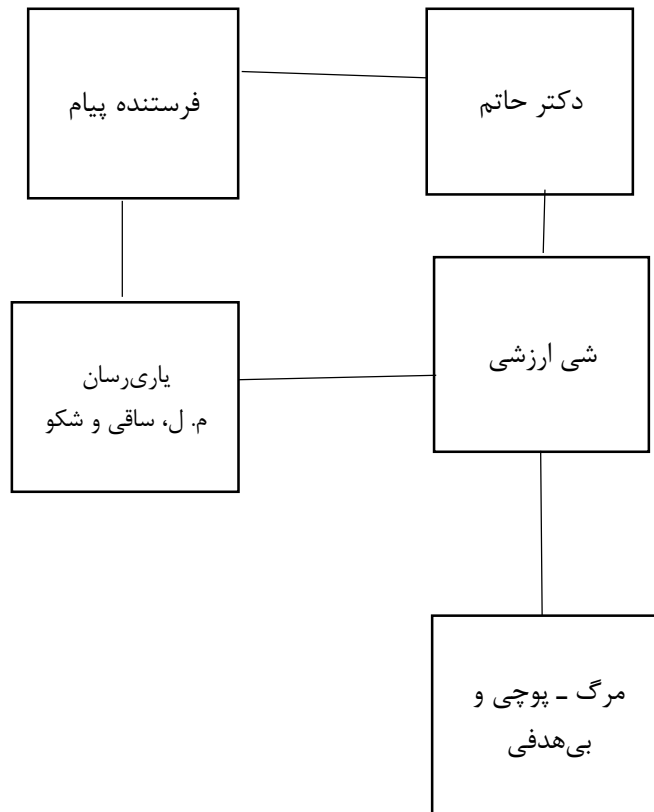 دکتر حاتم
فرستنده پیام
شی ارزشی
یاری‌رسان
م. ل، ساقی و شکو
مرگ ـ پوچی و
بی‌هدفی